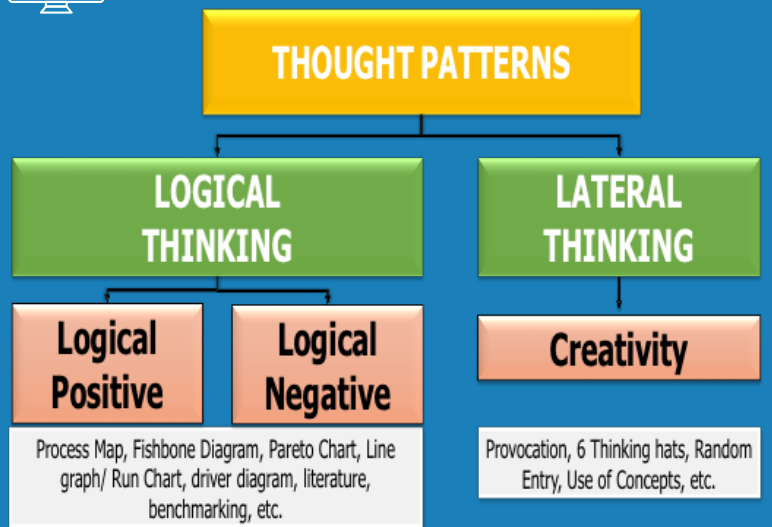 THOUGHT PATTERNS
LOGICAL
THINKING
LATERAL
THINKING
Logical
Positive
Logical
Negative
Creativity
Process Map, Fishbone Diagram, Pareto Chart, Line
graph/ Run Chart, driver diagram, literature,
benchmarking, etc.
Provocation, 6 Thinking hats, Random
Entry, Use of Concepts, etc.